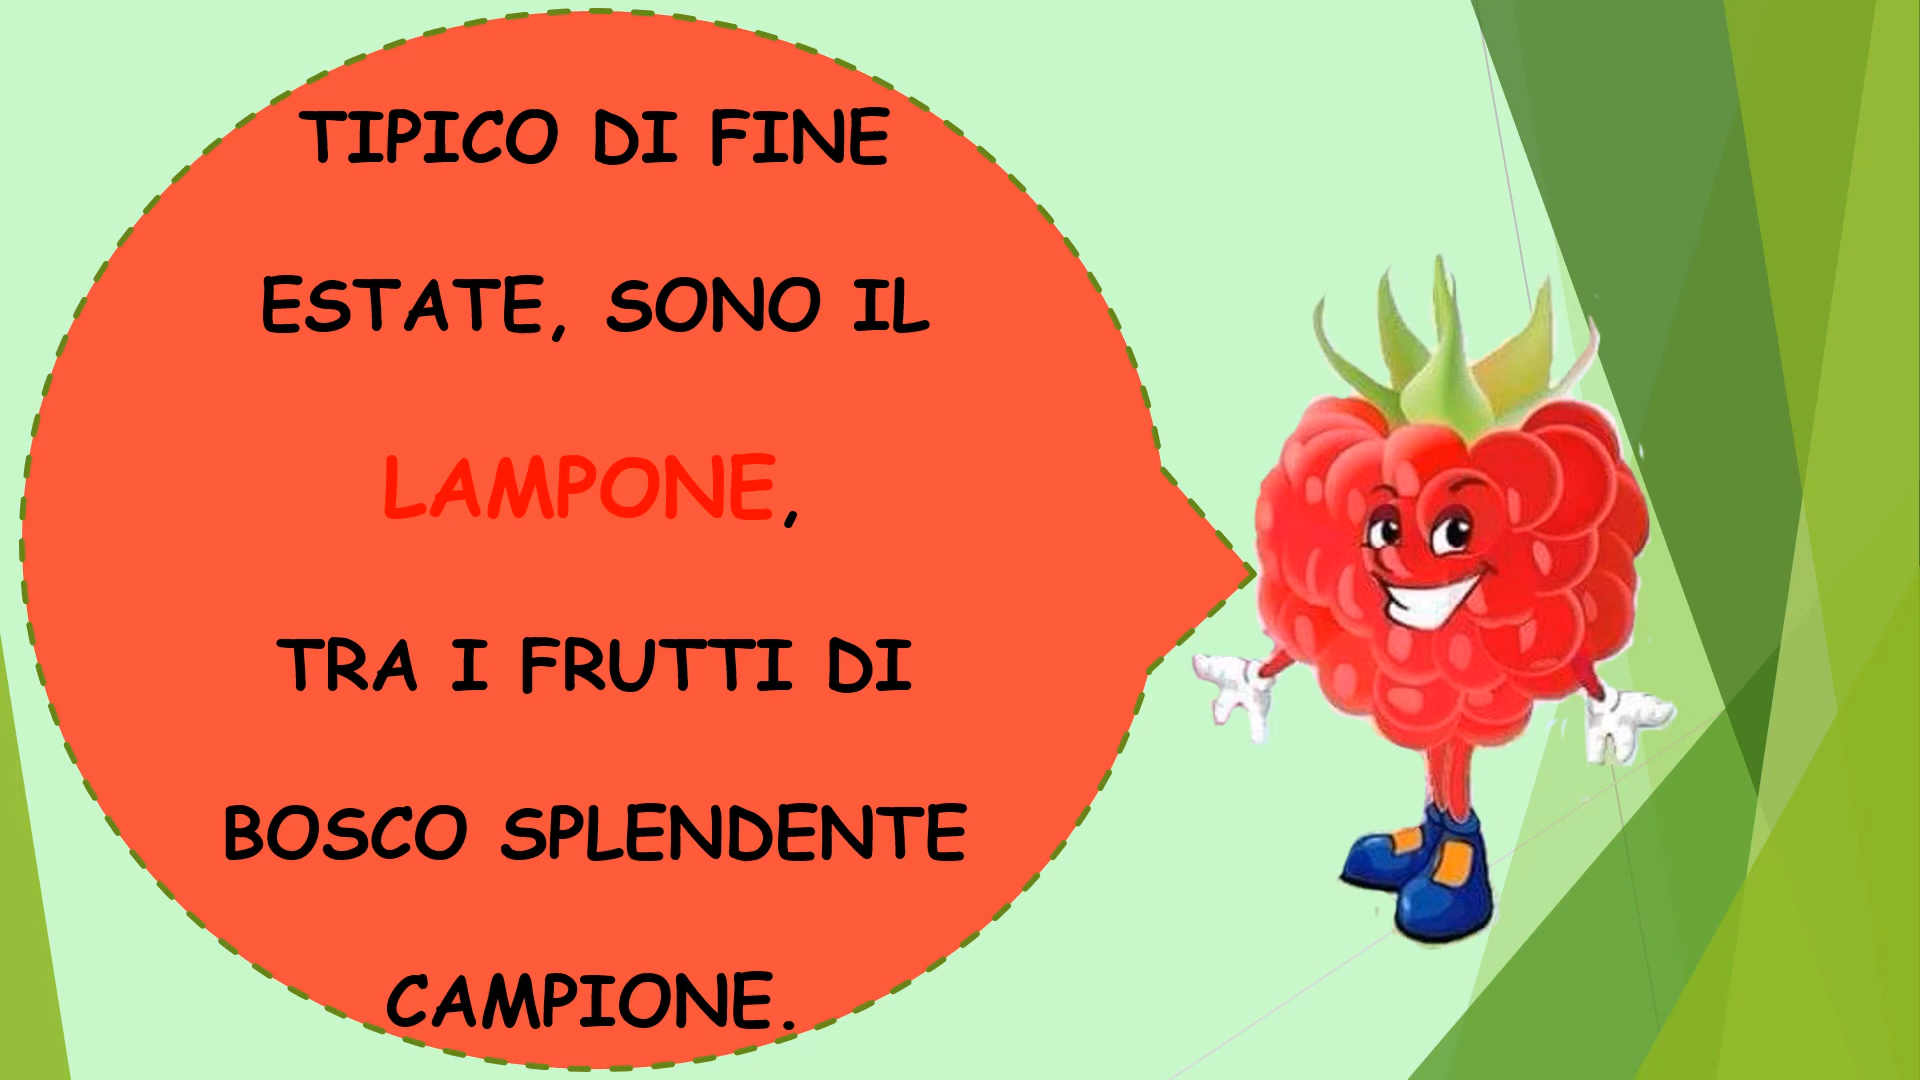 TIPICO DI FINE
ESTATE, SONO IL
LAMPONE,
TRA I FRUTTI DI
BOSCO SPLENDENTE
CAMPIONE.